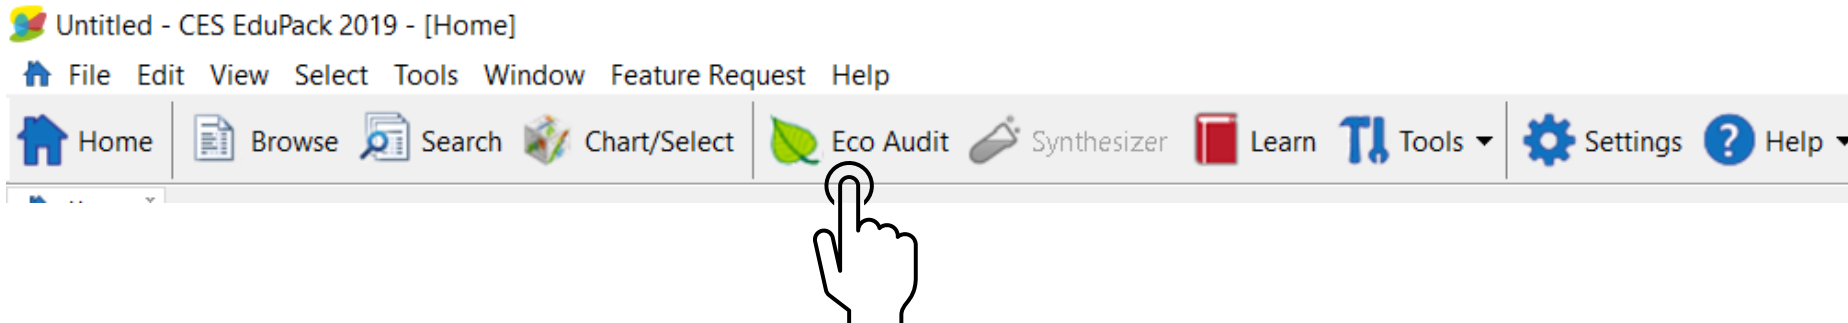 Untitled - CES EduPack 2019 - [Home]
File Edit View Select Tools Window Feature Request Help
Home Browse Search Chart/Select Eco Audit Synthesizer Learn Tools Settings Help